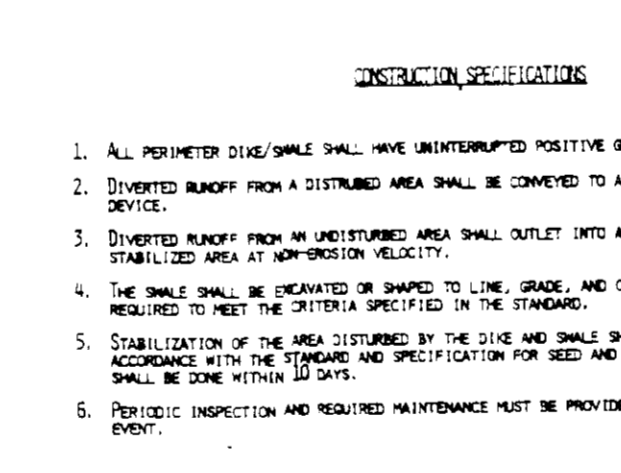 CONSTRUCTION SPECIFICATIONS
1. ALL PERIMETER DIKE/SWALE SHALL HAVE UNINTERRUPTED POSITIVE G
2. DIVERTED RUNOFF FROM A DISTRUBED AREA SHALL BE CONVEYED TO A
DEVICE.
3. DIVERTED RUNOFF FROM AN UNDISTURBED AREA SHALL OUTLET INTO A
STABILIZED AREA AT NON-EROSION VELOCITY.
4. THE SWALE SHALL BE EXCAVATED OR SHAPED TO LINE, GRADE, AND C
REQUIRED TO MEET THE CRITERIA SPECIFIED IN THE STANDARD.
5. STABILIZATION OF THE AREA DISTURBED BY THE DIKE AND SWALE SH
ACCORDANCE WITH THE STANDARD AND SPECIFICATION FOR SEED AND
SHALL BE DONE WITHIN 10 DAYS.
6. PERIODIC INSPECTION AND REQUIRED MAINTENANCE MUST BE PROVIDE
EVENT.